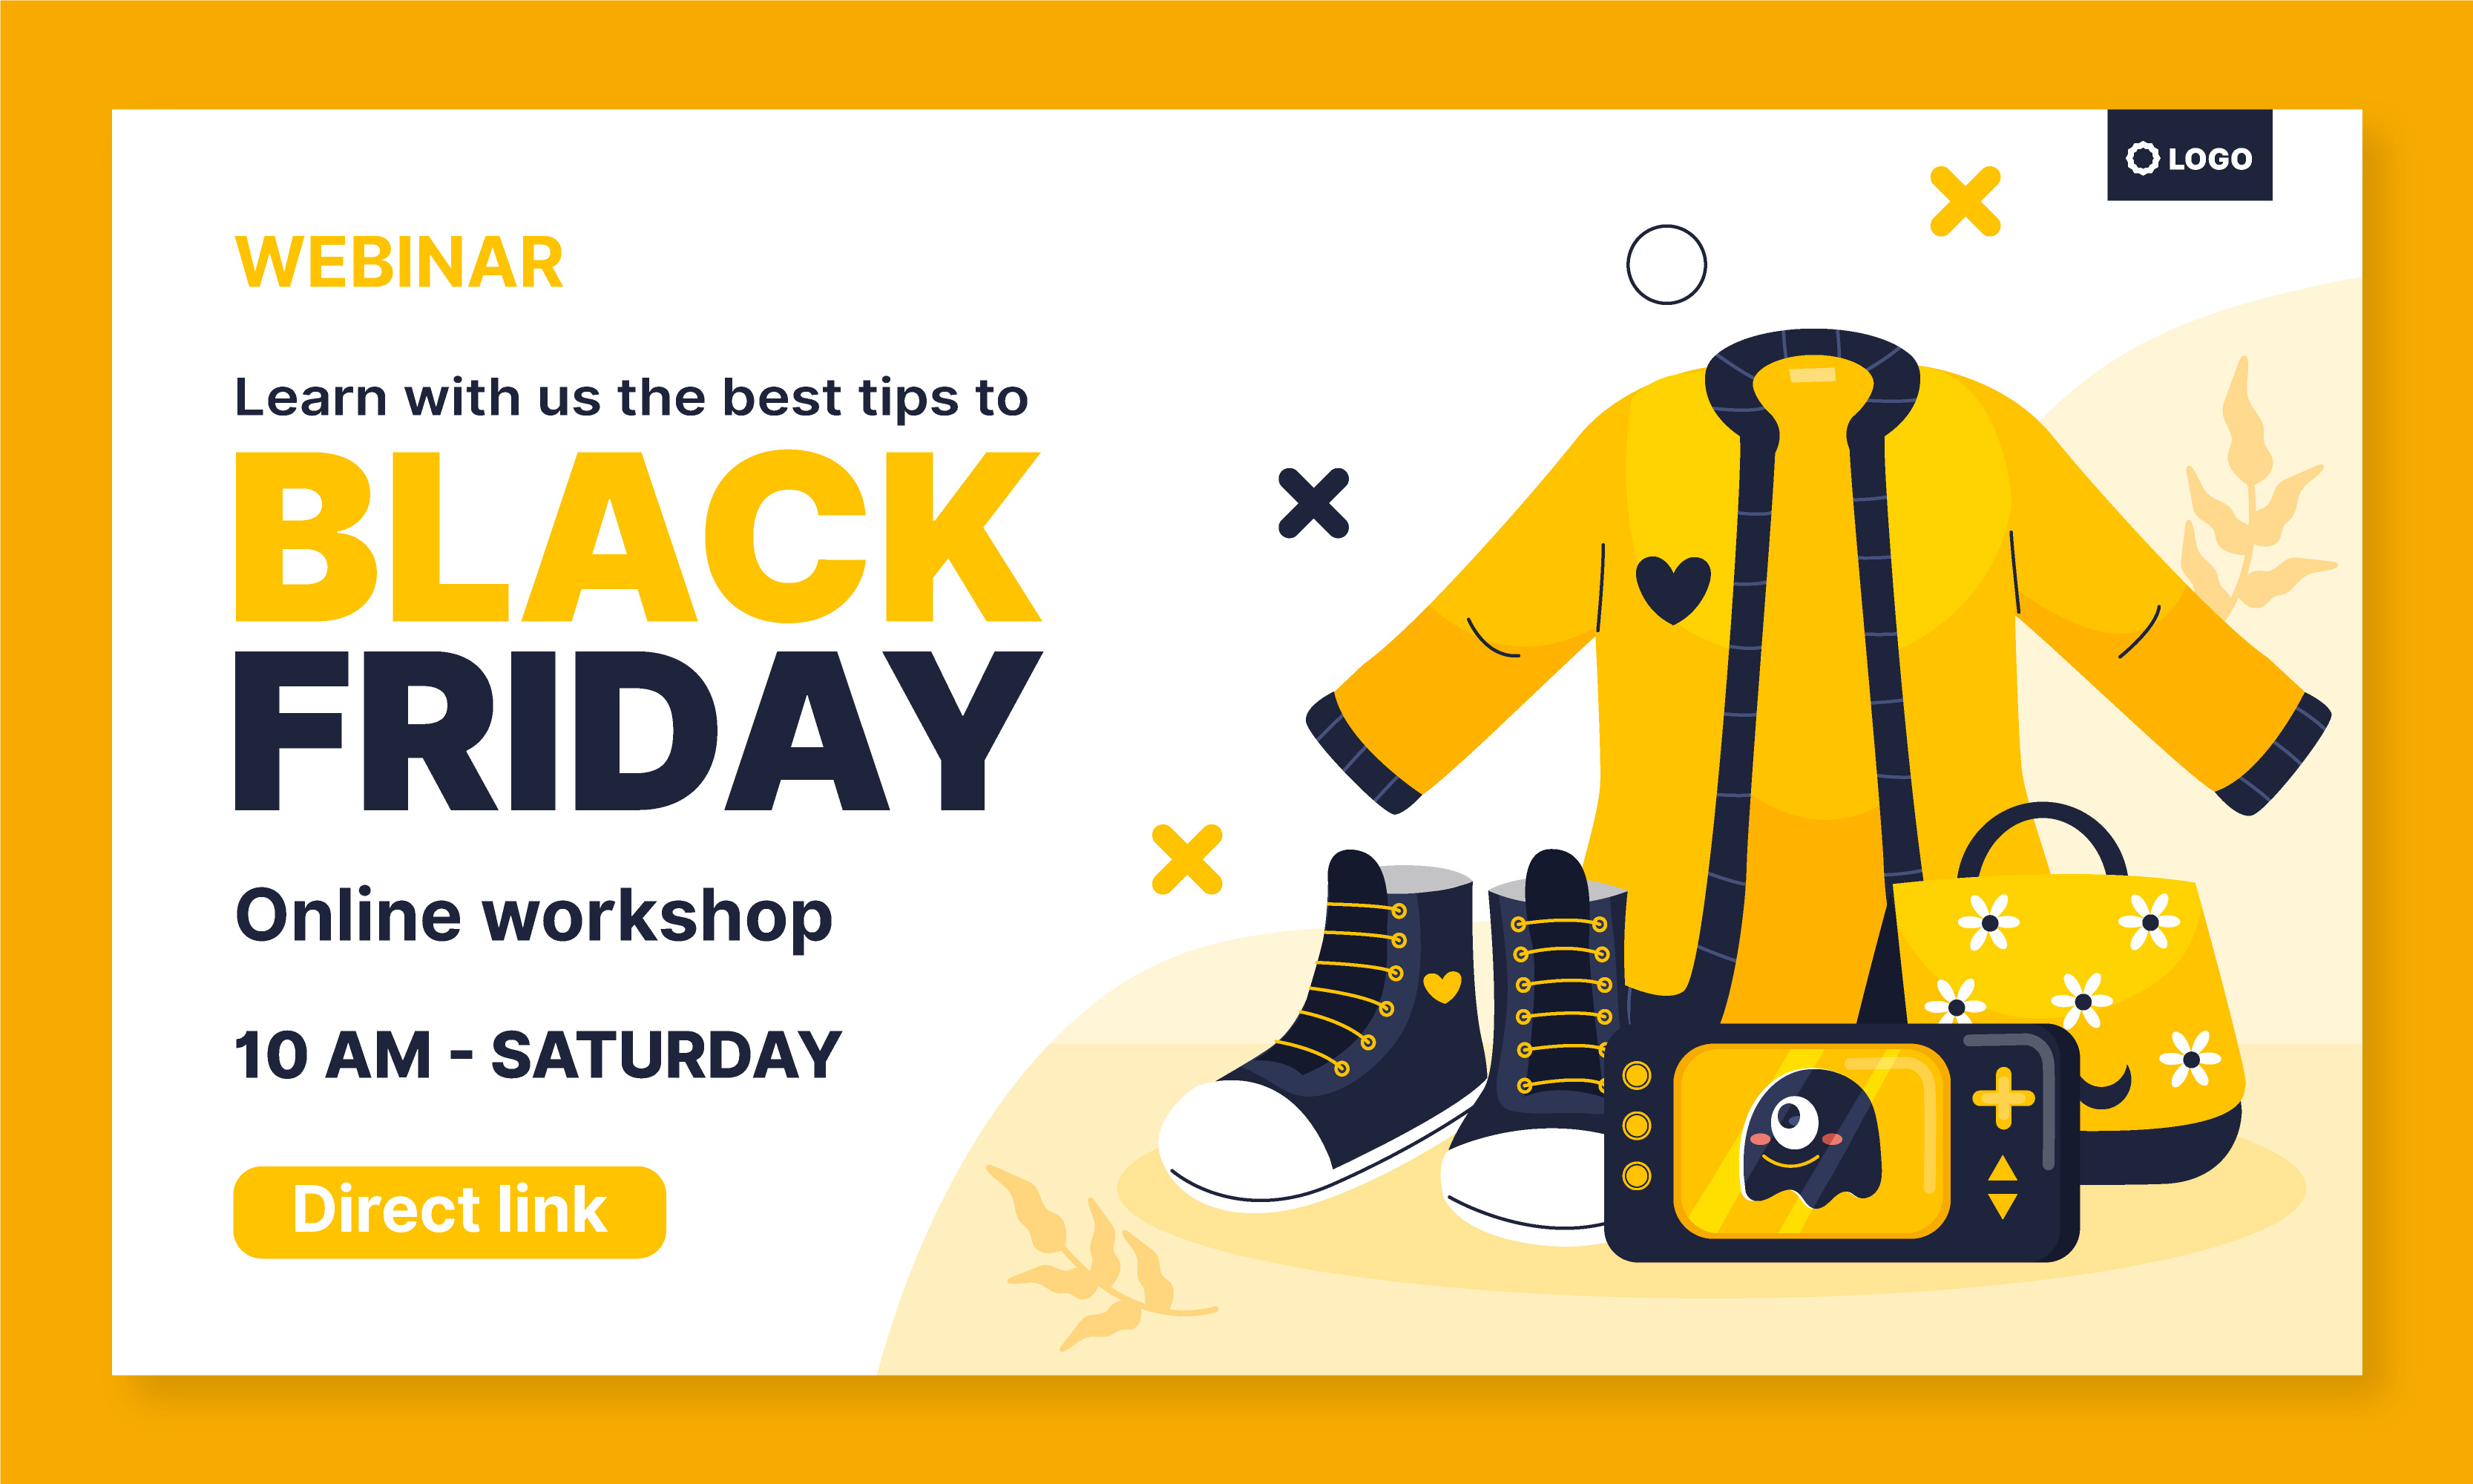 LOGO
WEBINAR
Learn with us the best tips to
BLACK
FRIDAY
Online workshop
10 AM - SATURDAY
Direct link